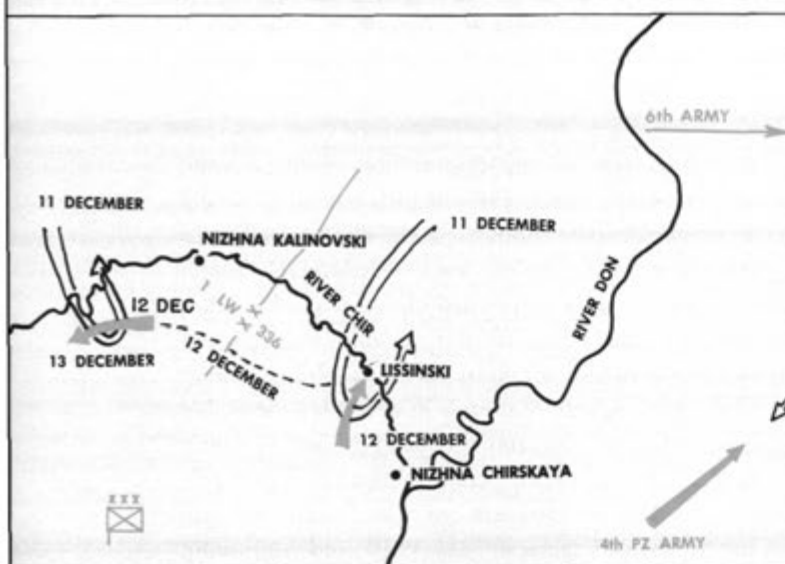 6th ARMY
11 DECEMBER
11 DECEMBER
NIZHNA KALINOVSKI
RIVER CHIR
RIVER DON
12 DEC
1 LW
336
13 DECEMBER
12 DECEMBER
LISSINSKI
12 DECEMBER
NIZHNA CHIRSKAYA
XXX
4th PZ ARMY